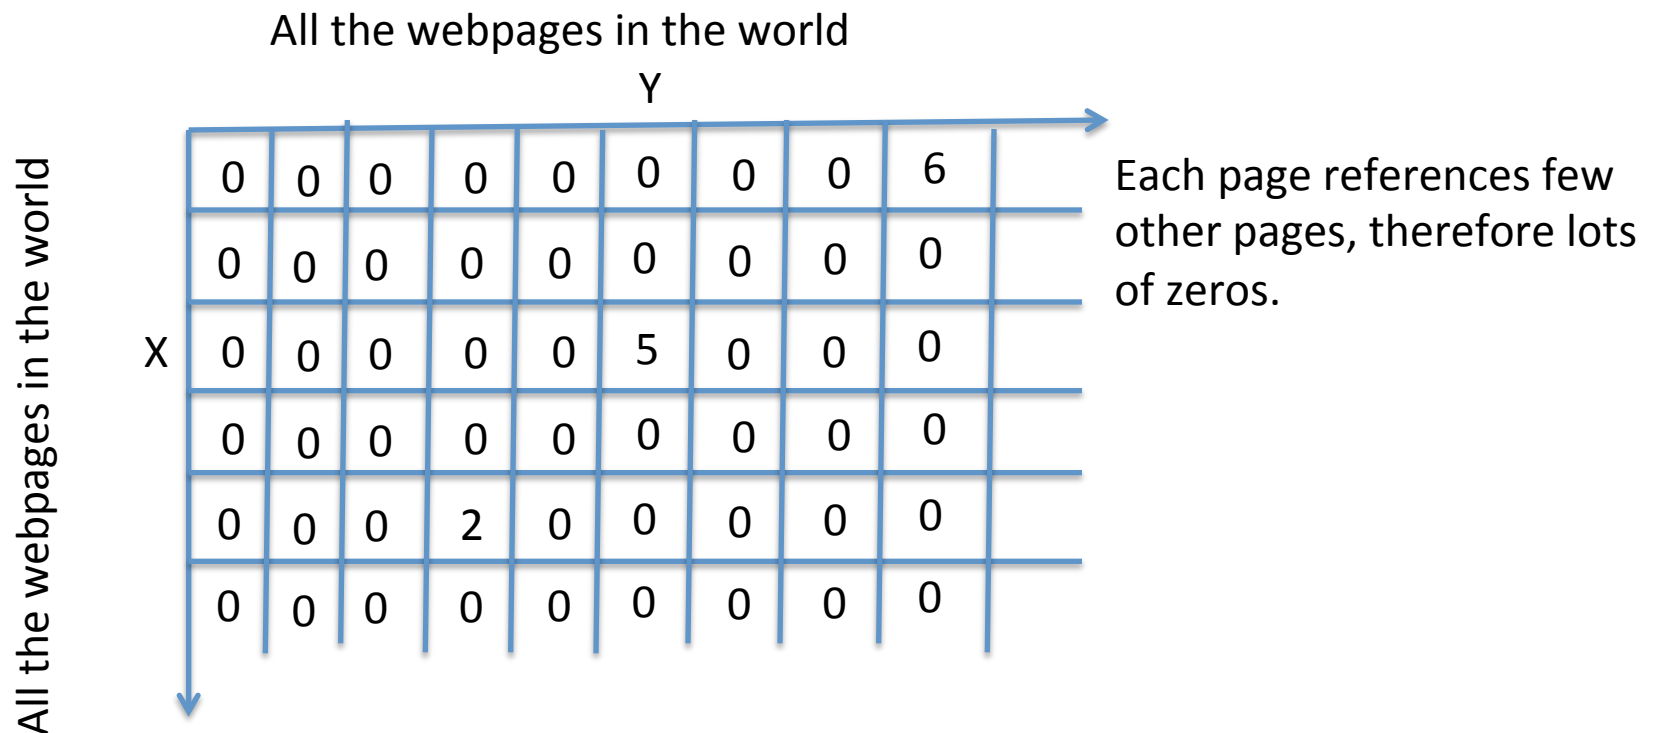 All the webpages in the world
Y
All the webpages in the world
0 0 0 0 0 0 0 0 6
0 0 0 0 0 0 0 0 0
X 0 0 0 0 0 5 0 0 0
0 0 0 0 0 0 0 0 0
0 0 0 2 0 0 0 0 0
0 0 0 0 0 0 0 0 0
Each page references few
other pages, therefore lots
of zeros.